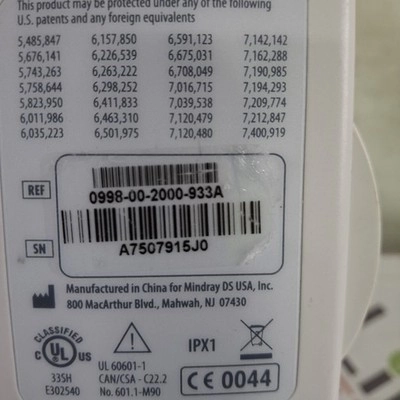 This product may be protected under any of the following
U.S. patents and any foreign equivalents
5,485,847 6,157,850 6,591,123 7,142,142
5,676,141 6,226,539 6,675,031 7,162,288
5,743,263 6,263,222 6,708,049 7,190,985
5,758,644 6,298,252 7,016,715 7,194,293
5,823,950 6,411,833 7,039,538 7,209,774
6,011,986 6,463,310 7,120,479 7,212,847
6,035,223 6,501,975 7,120,480 7,400,919
REF 0998-00-2000-933A
SN A7507915J0
Manufactured in China for Mindray DS USA, Inc.
800 MacArthur Blvd., Mahwah, NJ 07430
C UL US
33SH
E302540
UL 60601-1
CAN/CSA - C22.2
No. 601.1-M90
IPX1
CE 0044